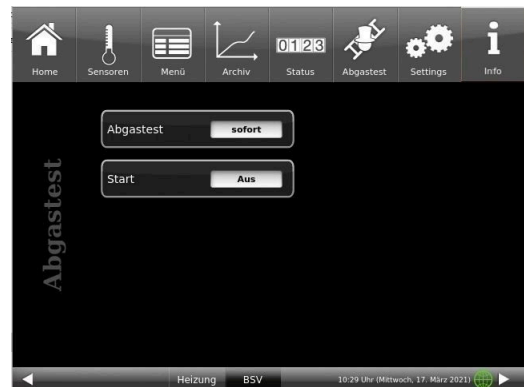 Home Sensoren Menü Archiv 0123 Status Abgastest Settings i Info
Abgastest sofort
Start Aus
Abgastest
Heizung BSV 10:29 Uhr (Mittwoch, 17. März 2021)